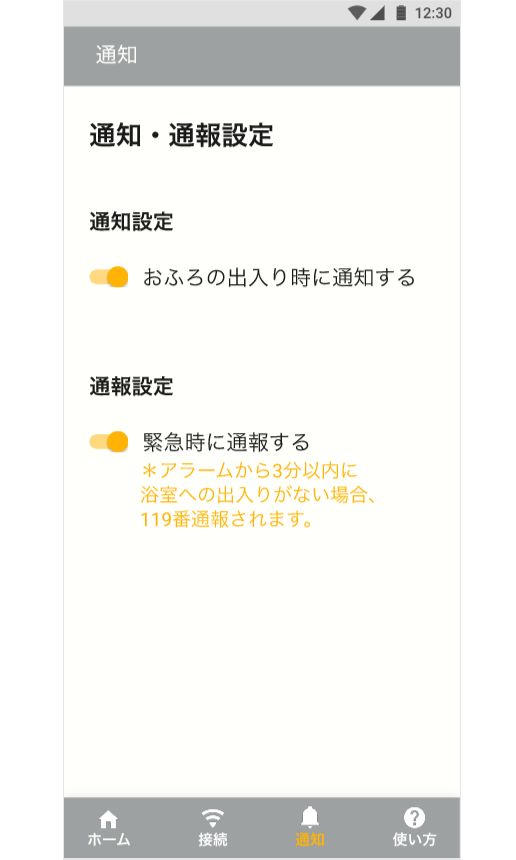 12:30
通知
通知・通報設定
通知設定
おふろの出入り時に通知する
通報設定
緊急時に通報する
＊アラームから3分以内に
浴室への出入りがない場合、
119番通報されます。
ホーム
接続
通知
使い方